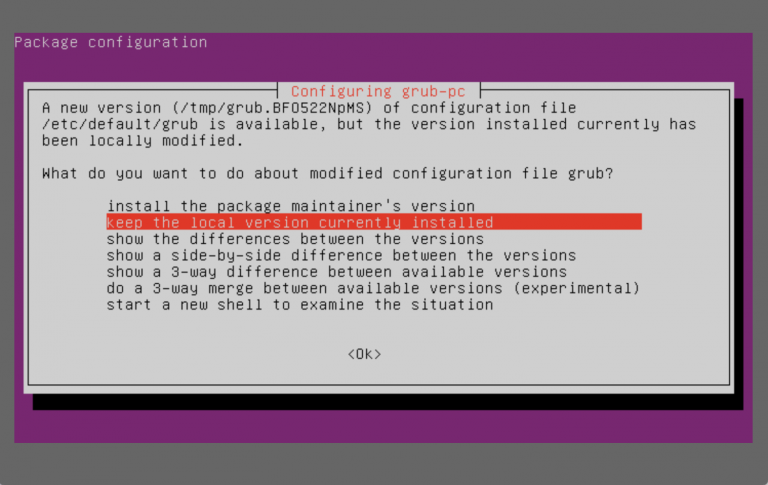 Package configuration
Configuring grub-pc
A new version (/tmp/grub.BFO522NpMS) of configuration file
/etc/default/grub is available, but the version installed currently has
been locally modified.
What do you want to do about modified configuration file grub?
install the package maintainer's version
keep the local version currently installed
show the differences between the versions
show a side-by-side difference between the versions
show a 3-way difference between available versions
do a 3-way merge between available versions (experimental)
start a new shell to examine the situation
<Ok>